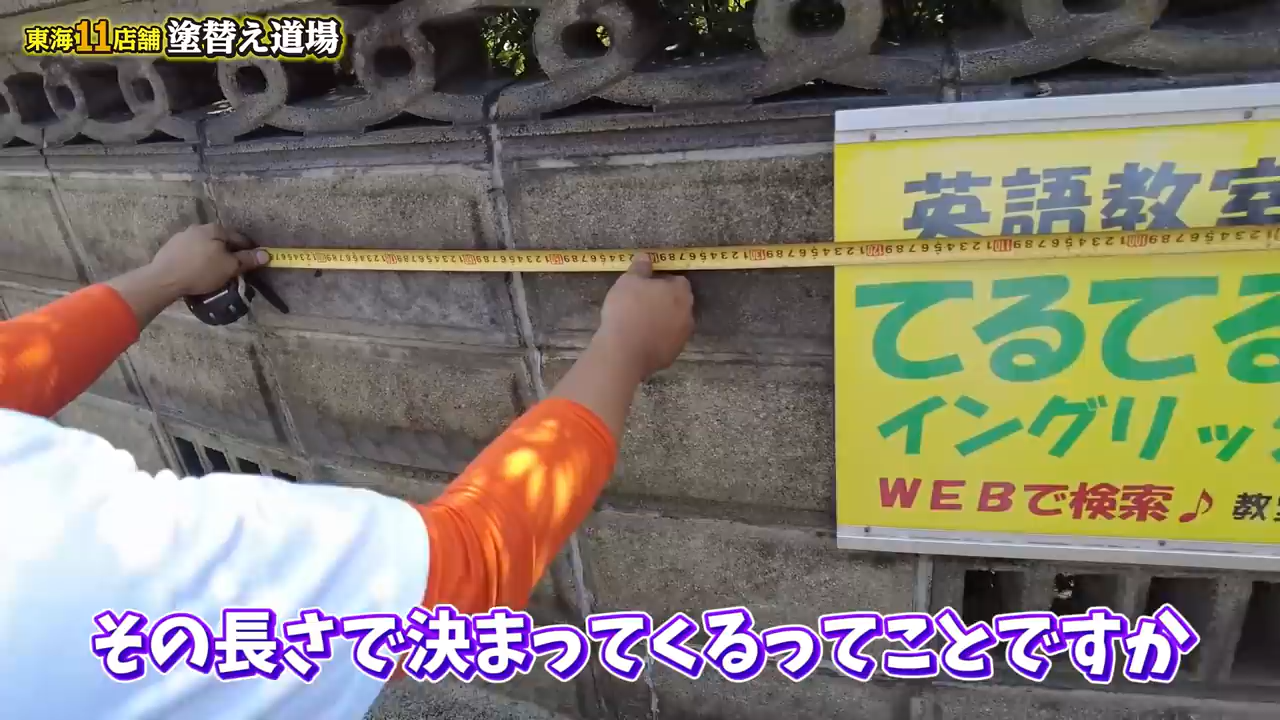 東海11店舗 塗替え道場
英語教室
てるてる
イングリッ
WEBで検索♪ 教
その長さで決まってくるってことですか